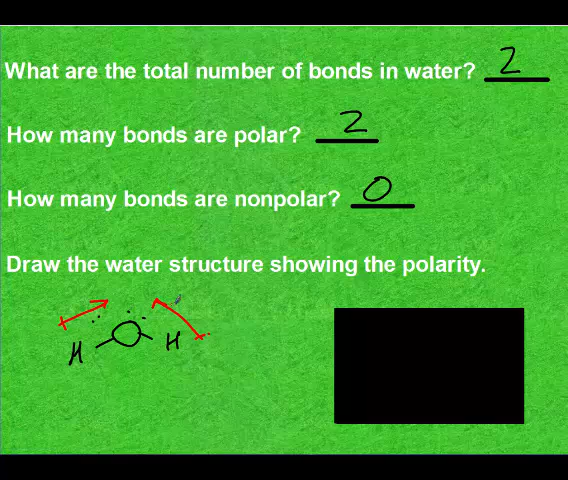 What are the total number of bonds in water? 2
How many bonds are polar? 2
How many bonds are nonpolar? 0
Draw the water structure showing the polarity.
H O H